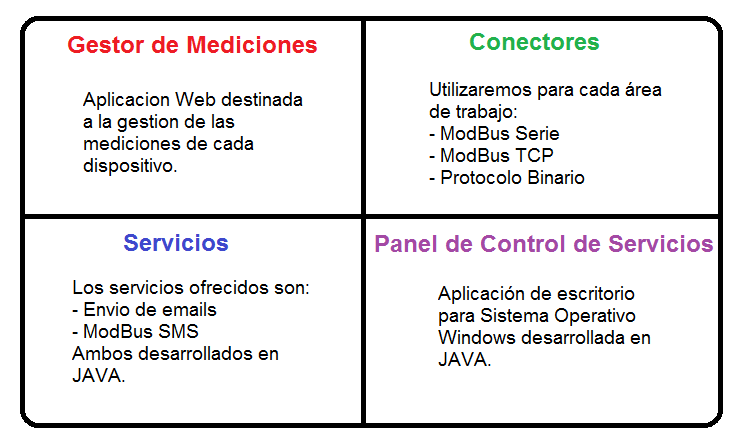 Gestor de Mediciones
Aplicacion Web destinada
a la gestion de las
mediciones de cada
dispositivo.
Conectores
Utilizaremos para cada área
de trabajo:
- ModBus Serie
- ModBus TCP
- Protocolo Binario
Servicios
Los servicios ofrecidos son:
- Envio de emails
- ModBus SMS
Ambos desarrollados en
JAVA.
Panel de Control de Servicios
Aplicación de escritorio
para Sistema Operativo
Windows desarrollada en
JAVA.